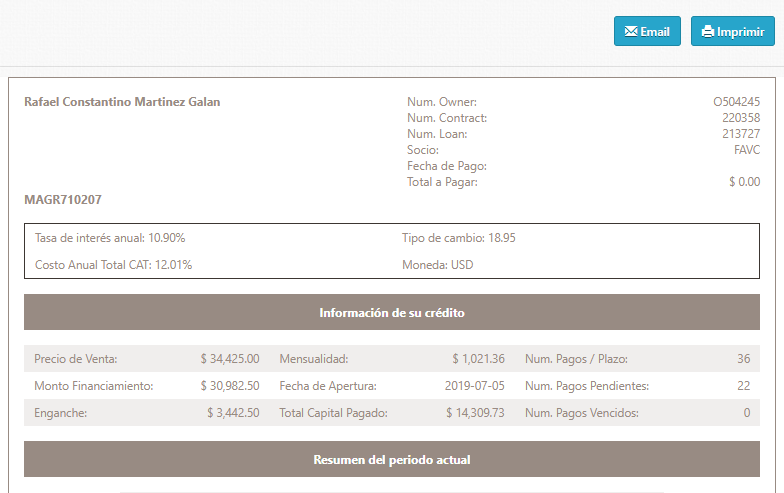 Email Imprimir
Rafael Constantino Martinez Galan
Num. Owner: O504245
Num. Contract: 220358
Num. Loan: 213727
Socio: FAVC
Fecha de Pago:
Total a Pagar: $ 0.00
MAGR710207
Tasa de interés anual: 10.90% Tipo de cambio: 18.95
Costo Anual Total CAT: 12.01% Moneda: USD
Información de su crédito
Precio de Venta: $ 34,425.00 Mensualidad: $ 1,021.36 Num. Pagos / Plazo: 36
Monto Financiamiento: $ 30,982.50 Fecha de Apertura: 2019-07-05 Num. Pagos Pendientes: 22
Enganche: $ 3,442.50 Total Capital Pagado: $ 14,309.73 Num. Pagos Vencidos: 0
Resumen del periodo actual